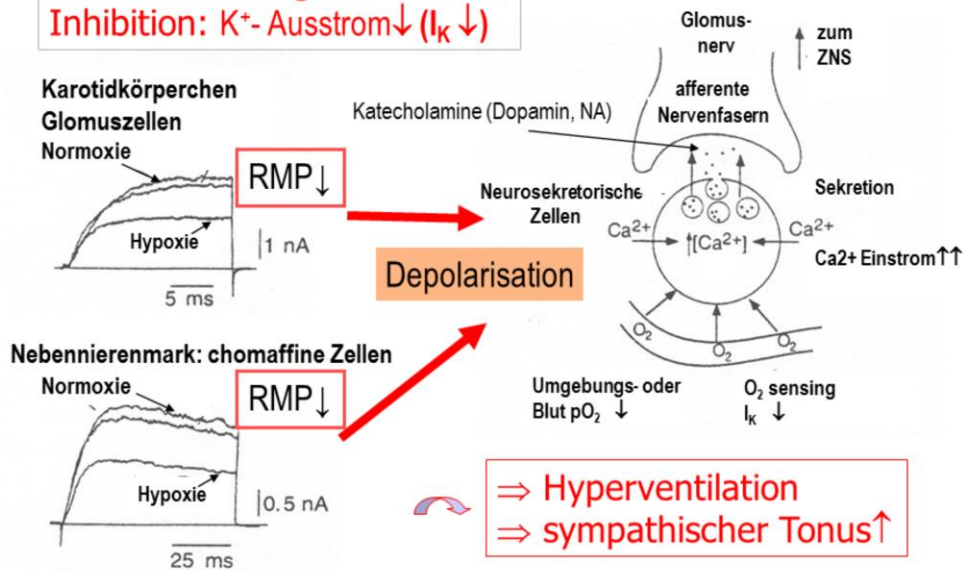 Inhibition: K⁺- Ausstrom↓ (I_K ↓)
Karotidkörperchen
Glomuszellen
Normoxie
RMP↓
Hypoxie
1 nA
5 ms
Depolarisation
Nebennierenmark: chomaffine Zellen
Normoxie
RMP↓
Hypoxie
0.5 nA
25 ms
Glomus-
nerv
↑ zum
ZNS
afferente
Nervenfasern
Katecholamine (Dopamin, NA)
Neurosekretorische
Zellen
Sekretion
Ca²⁺
↑[Ca²⁺]
Ca²⁺
Ca2+ Einstrom↑↑
O₂
O₂
O₂
Umgebungs- oder
Blut pO₂ ↓
O₂ sensing
I_K ↓
⇒ Hyperventilation
⇒ sympathischer Tonus↑